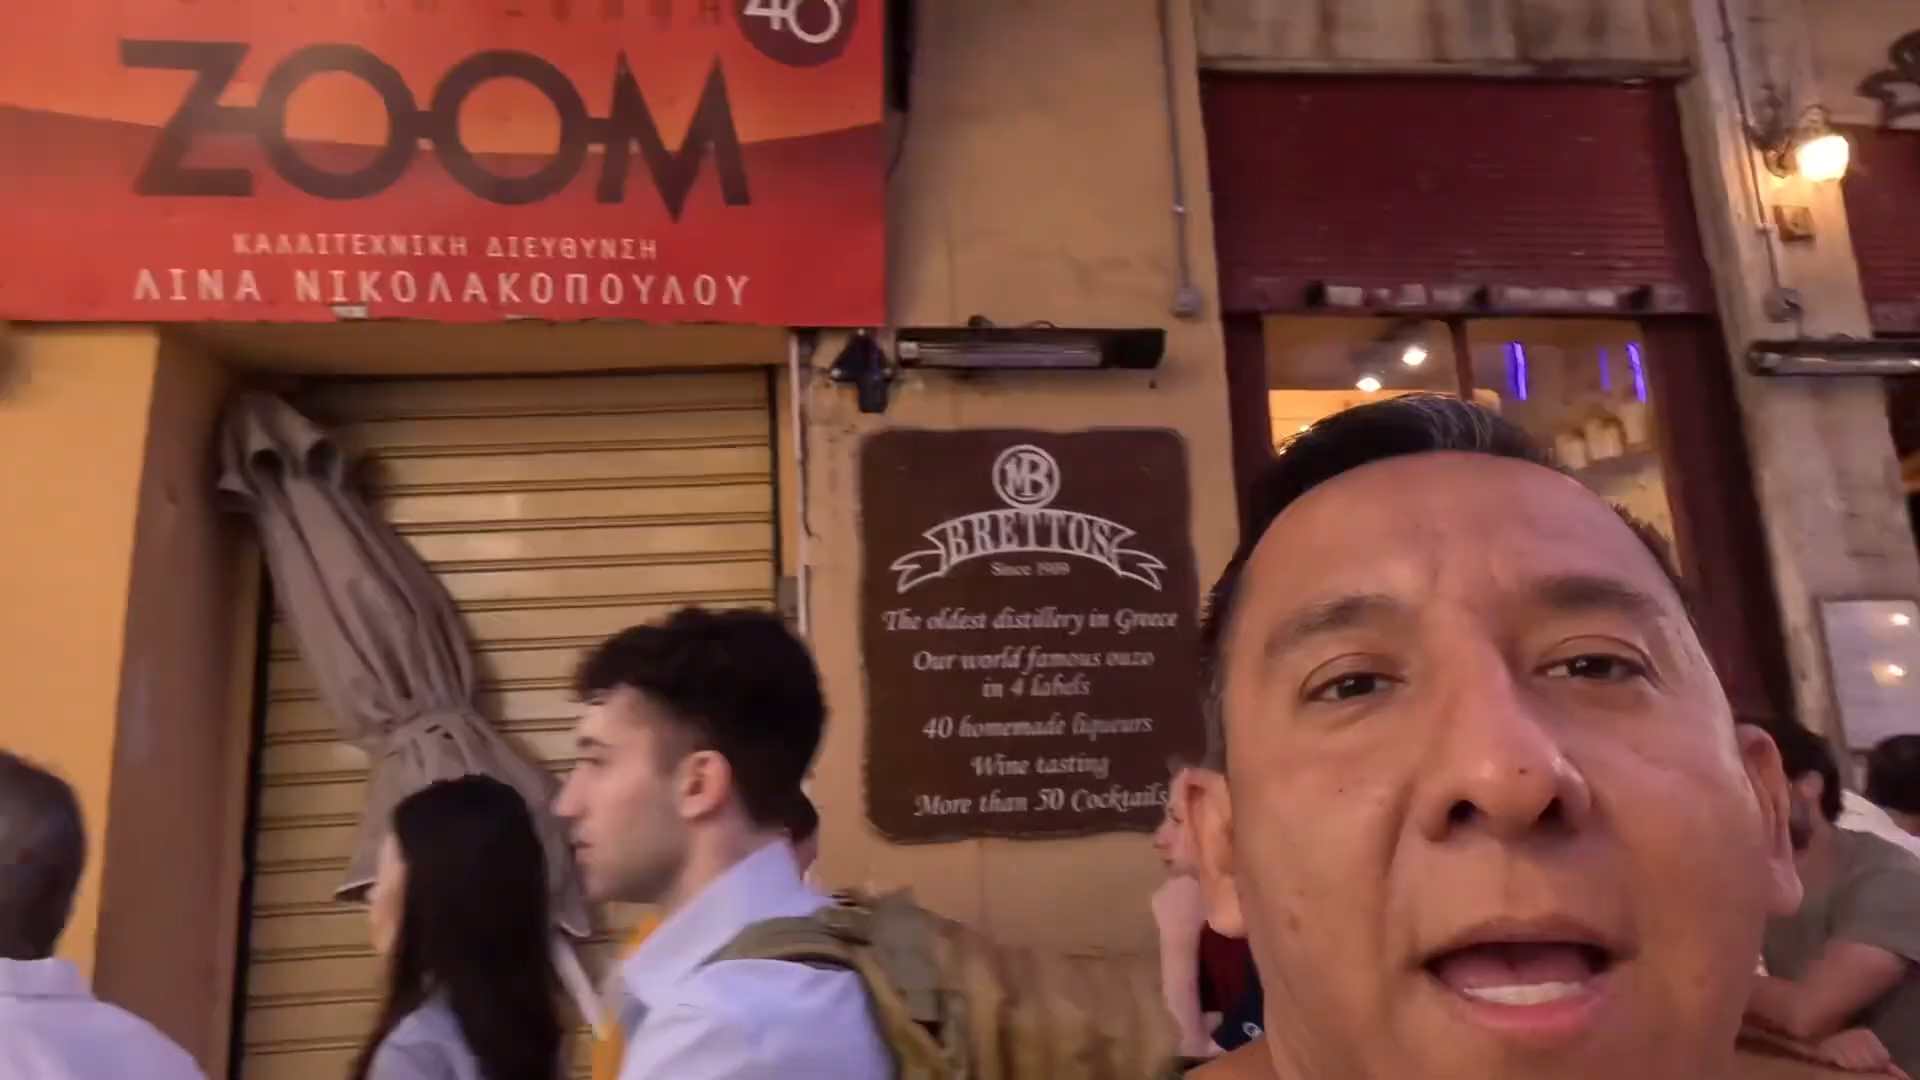 40
ZOOM
ΚΑΛΛΙΤΕΧΝΙΚΗ ΔΙΕΥΘΥΝΣΗ
ΛΙΝΑ ΝΙΚΟΛΑΚΟΠΟΥΛΟΥ
MB
BRETTOS
Since 1909
The oldest distillery in Greece
Our world famous ouzo
in 4 labels
40 homemade liqueurs
Wine tasting
More than 50 Cocktails